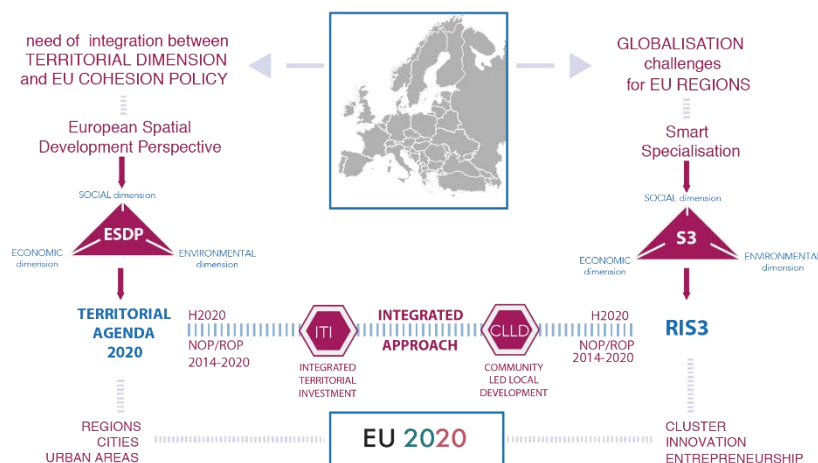 need of integration between
TERRITORIAL DIMENSION
and EU COHESION POLICY
GLOBALISATION
challenges
for EU REGIONS
European Spatial
Development Perspective
Smart
Specialisation
SOCIAL dimension
ESDP
ECONOMIC
dimension
ENVIRONMENTAL
dimension
SOCIAL dimension
S3
ECONOMIC
dimension
ENVIRONMENTAL
dimension
TERRITORIAL
AGENDA
2020
H2020
NOP/ROP
2014-2020
ITI
INTEGRATED
TERRITORIAL
INVESTMENT
INTEGRATED
APPROACH
CLLD
COMMUNITY
LED LOCAL
DEVELOPMENT
H2020
NOP/ROP
2014-2020
RIS3
REGIONS
CITIES
URBAN AREAS
EU 2020
CLUSTER
INNOVATION
ENTREPRENEURSHIP